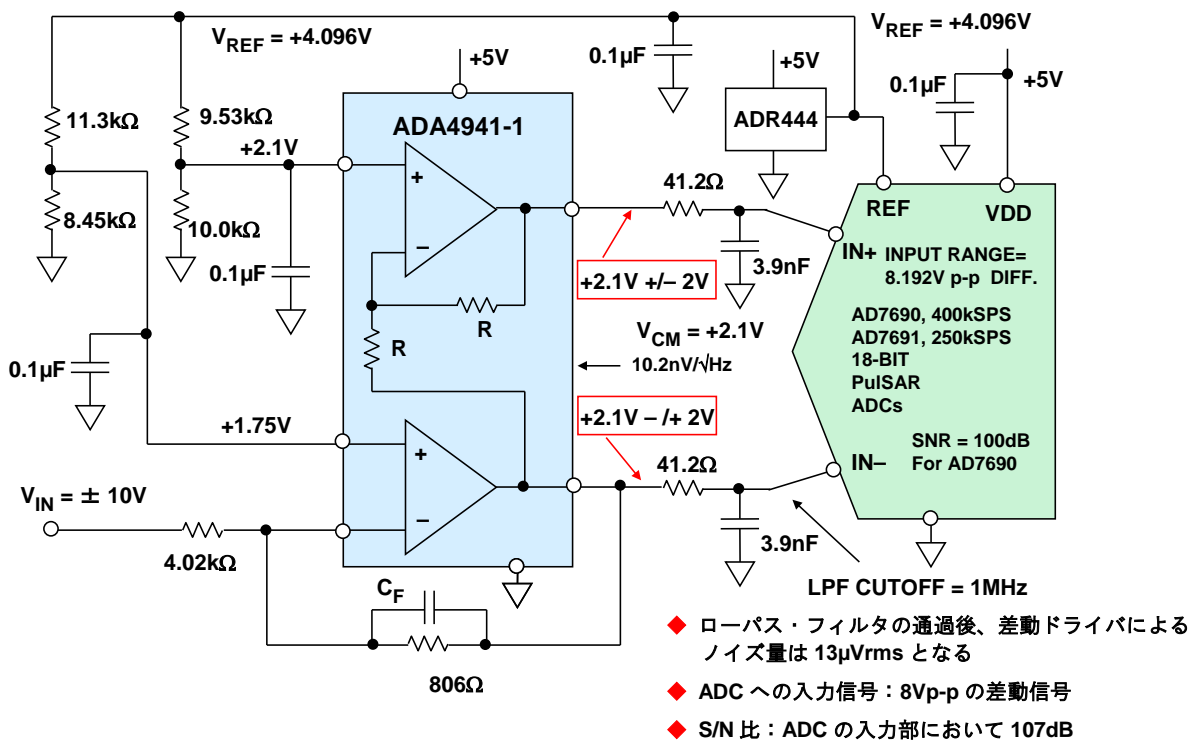 VREF = +4.096V
VREF = +4.096V
+5V
0.1µF
+5V
0.1µF
+5V
11.3kΩ
9.53kΩ
ADA4941-1
ADR444
+2.1V
+
41.2Ω
REF
VDD
8.45kΩ
10.0kΩ
–
IN+
INPUT RANGE=
8.192V p-p DIFF.
0.1µF
+2.1V +/– 2V
3.9nF
R
AD7690, 400kSPS
AD7691, 250kSPS
18-BIT
PulSAR
ADCs
VCM = +2.1V
10.2nV/√Hz
0.1µF
R
+1.75V
+2.1V – /+ 2V
+
41.2Ω
SNR = 100dB
For AD7690
IN–
VIN = ± 10V
–
4.02kΩ
3.9nF
CF
LPF CUTOFF = 1MHz
806Ω
◆ ローパス・フィルタの通過後、差動ドライバによる
ノイズ量は 13µVrms となる
◆ ADC への入力信号：8Vp-p の差動信号
◆ S/N 比：ADC の入力部において 107dB